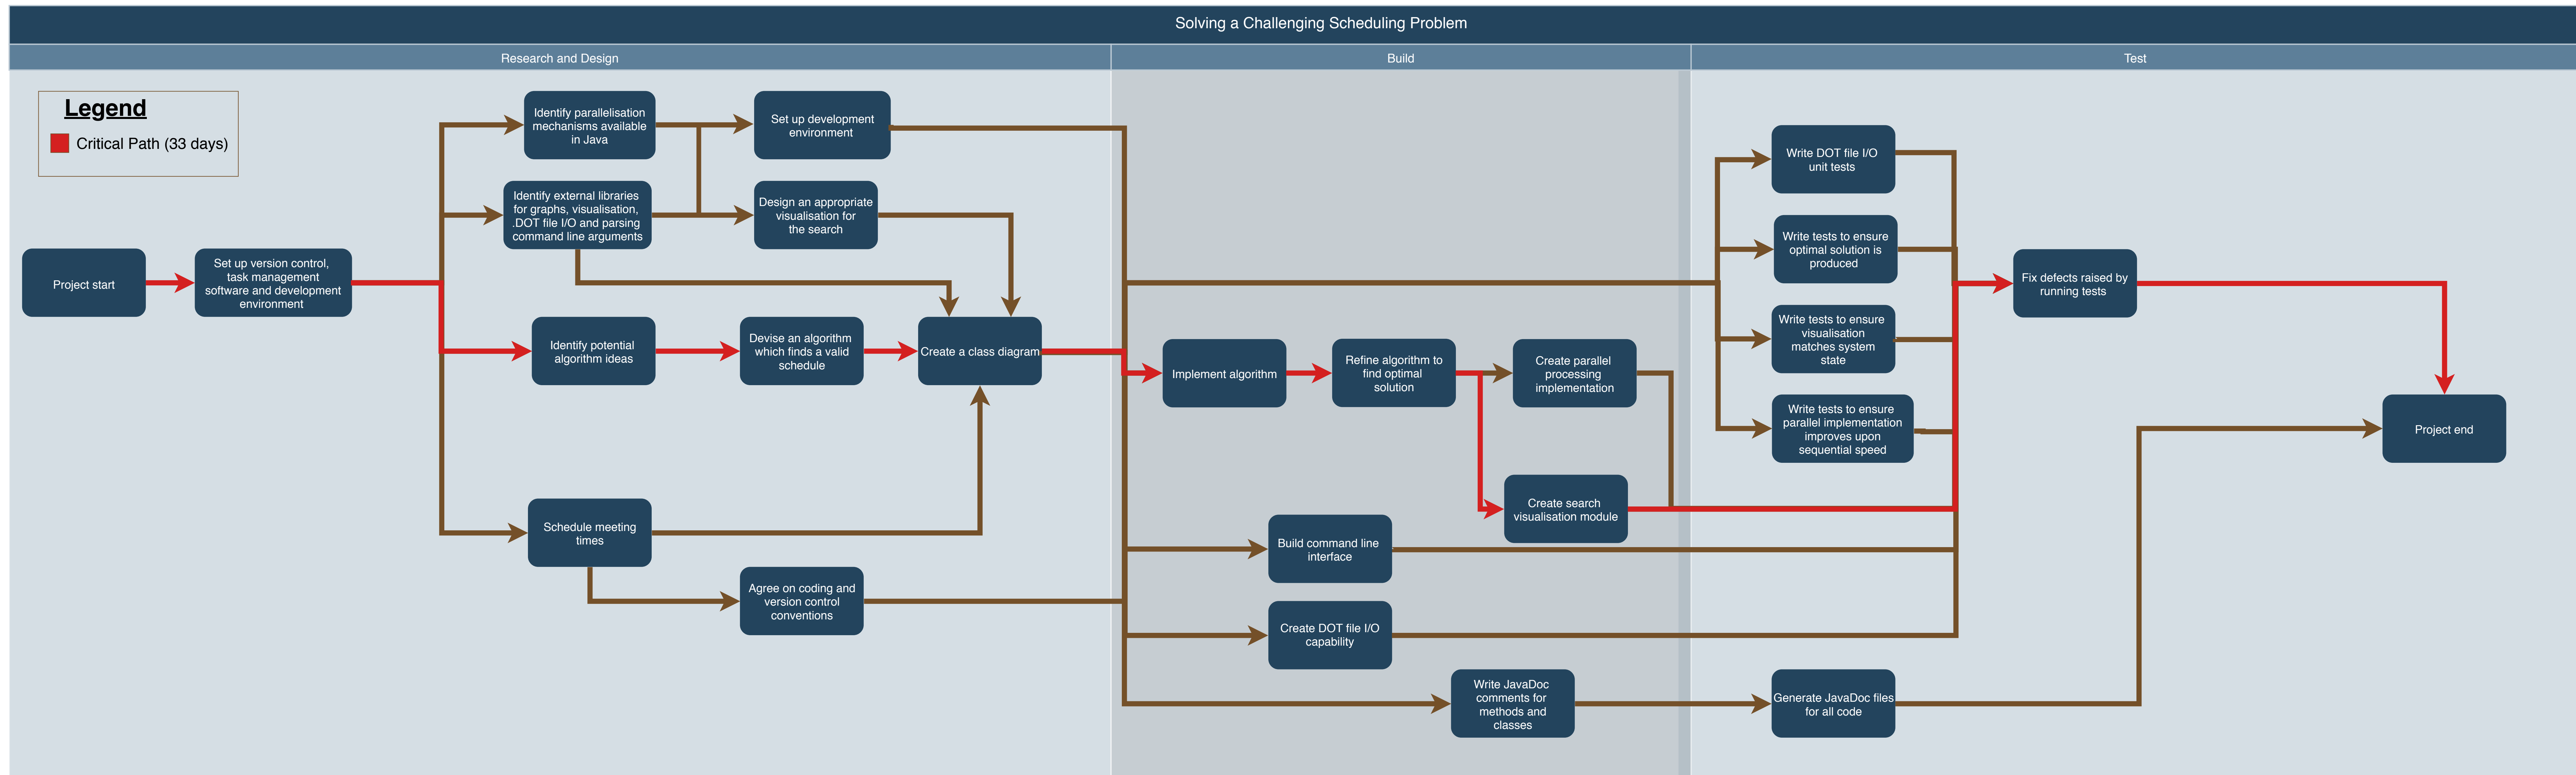 Solving a Challenging Scheduling Problem
Research and Design
Build
Test
Legend
Critical Path (33 days)
Project start
Set up version control,
task management
software and development
environment
Identify parallelisation
mechanisms available
in Java
Identify external libraries
for graphs, visualisation,
.DOT file I/O and parsing
command line arguments
Identify potential
algorithm ideas
Schedule meeting
times
Set up development
environment
Design an appropriate
visualisation for
the search
Devise an algorithm
which finds a valid
schedule
Agree on coding and
version control
conventions
Create a class diagram
Implement algorithm
Refine algorithm to
find optimal
solution
Create parallel
processing
implementation
Create search
visualisation module
Build command line
interface
Create DOT file I/O
capability
Write JavaDoc
comments for
methods and
classes
Write DOT file I/O
unit tests
Write tests to ensure
optimal solution is
produced
Write tests to ensure
visualisation
matches system
state
Write tests to ensure
parallel implementation
improves upon
sequential speed
Generate JavaDoc files
for all code
Fix defects raised by
running tests
Project end